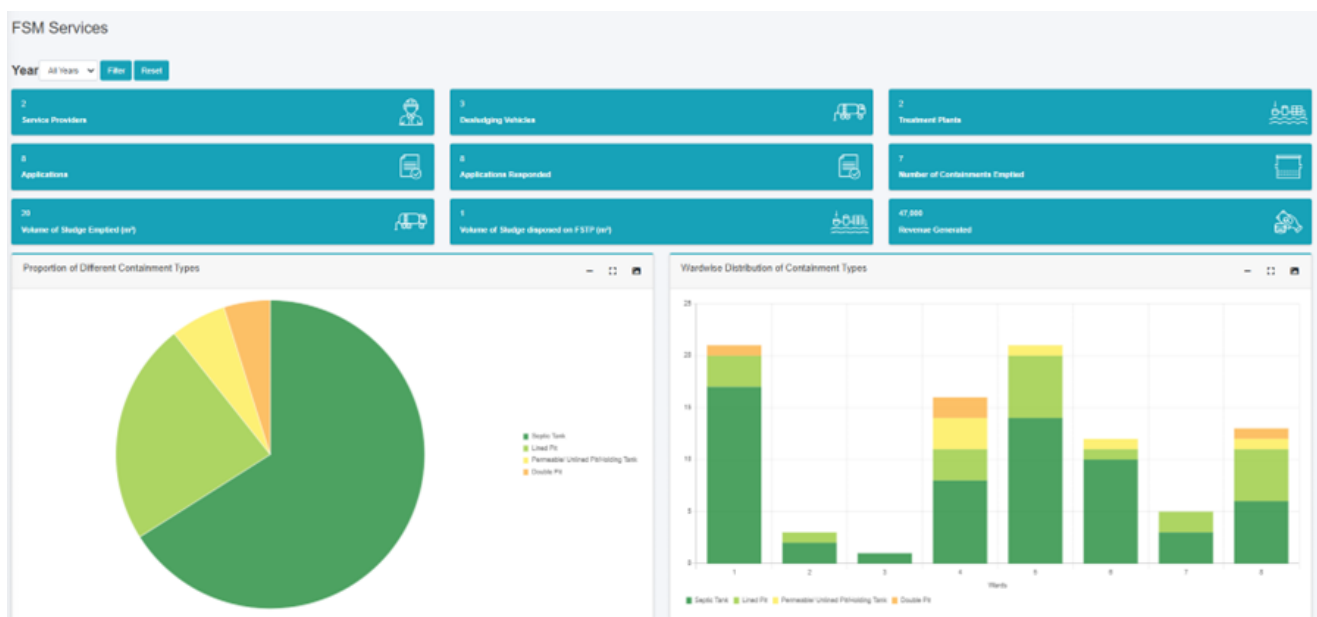 FSM Services
Year All Years Filter Reset
2
Service Providers
3
Desludging Vehicles
2
Treatment Plants
8
Applications
Applications Responded
7
Number of Containments Emptied
20
Volume of Sludge Emptied (m³)
1
Volume of Sludge disposed on FSTP (m³)
47,000
Revenue Generated
Proportion of Different Containment Types
Septic Tank
Lined Pit
Permeable/ Unlined Pit/Holding Tank
Double Pit
Wardwise Distribution of Containment Types
25
20
15
10
5
0
1 2 3 4 5 6 7 8
Wards
Septic Tank Lined Pit Permeable/ Unlined Pit/Holding Tank Double Pit